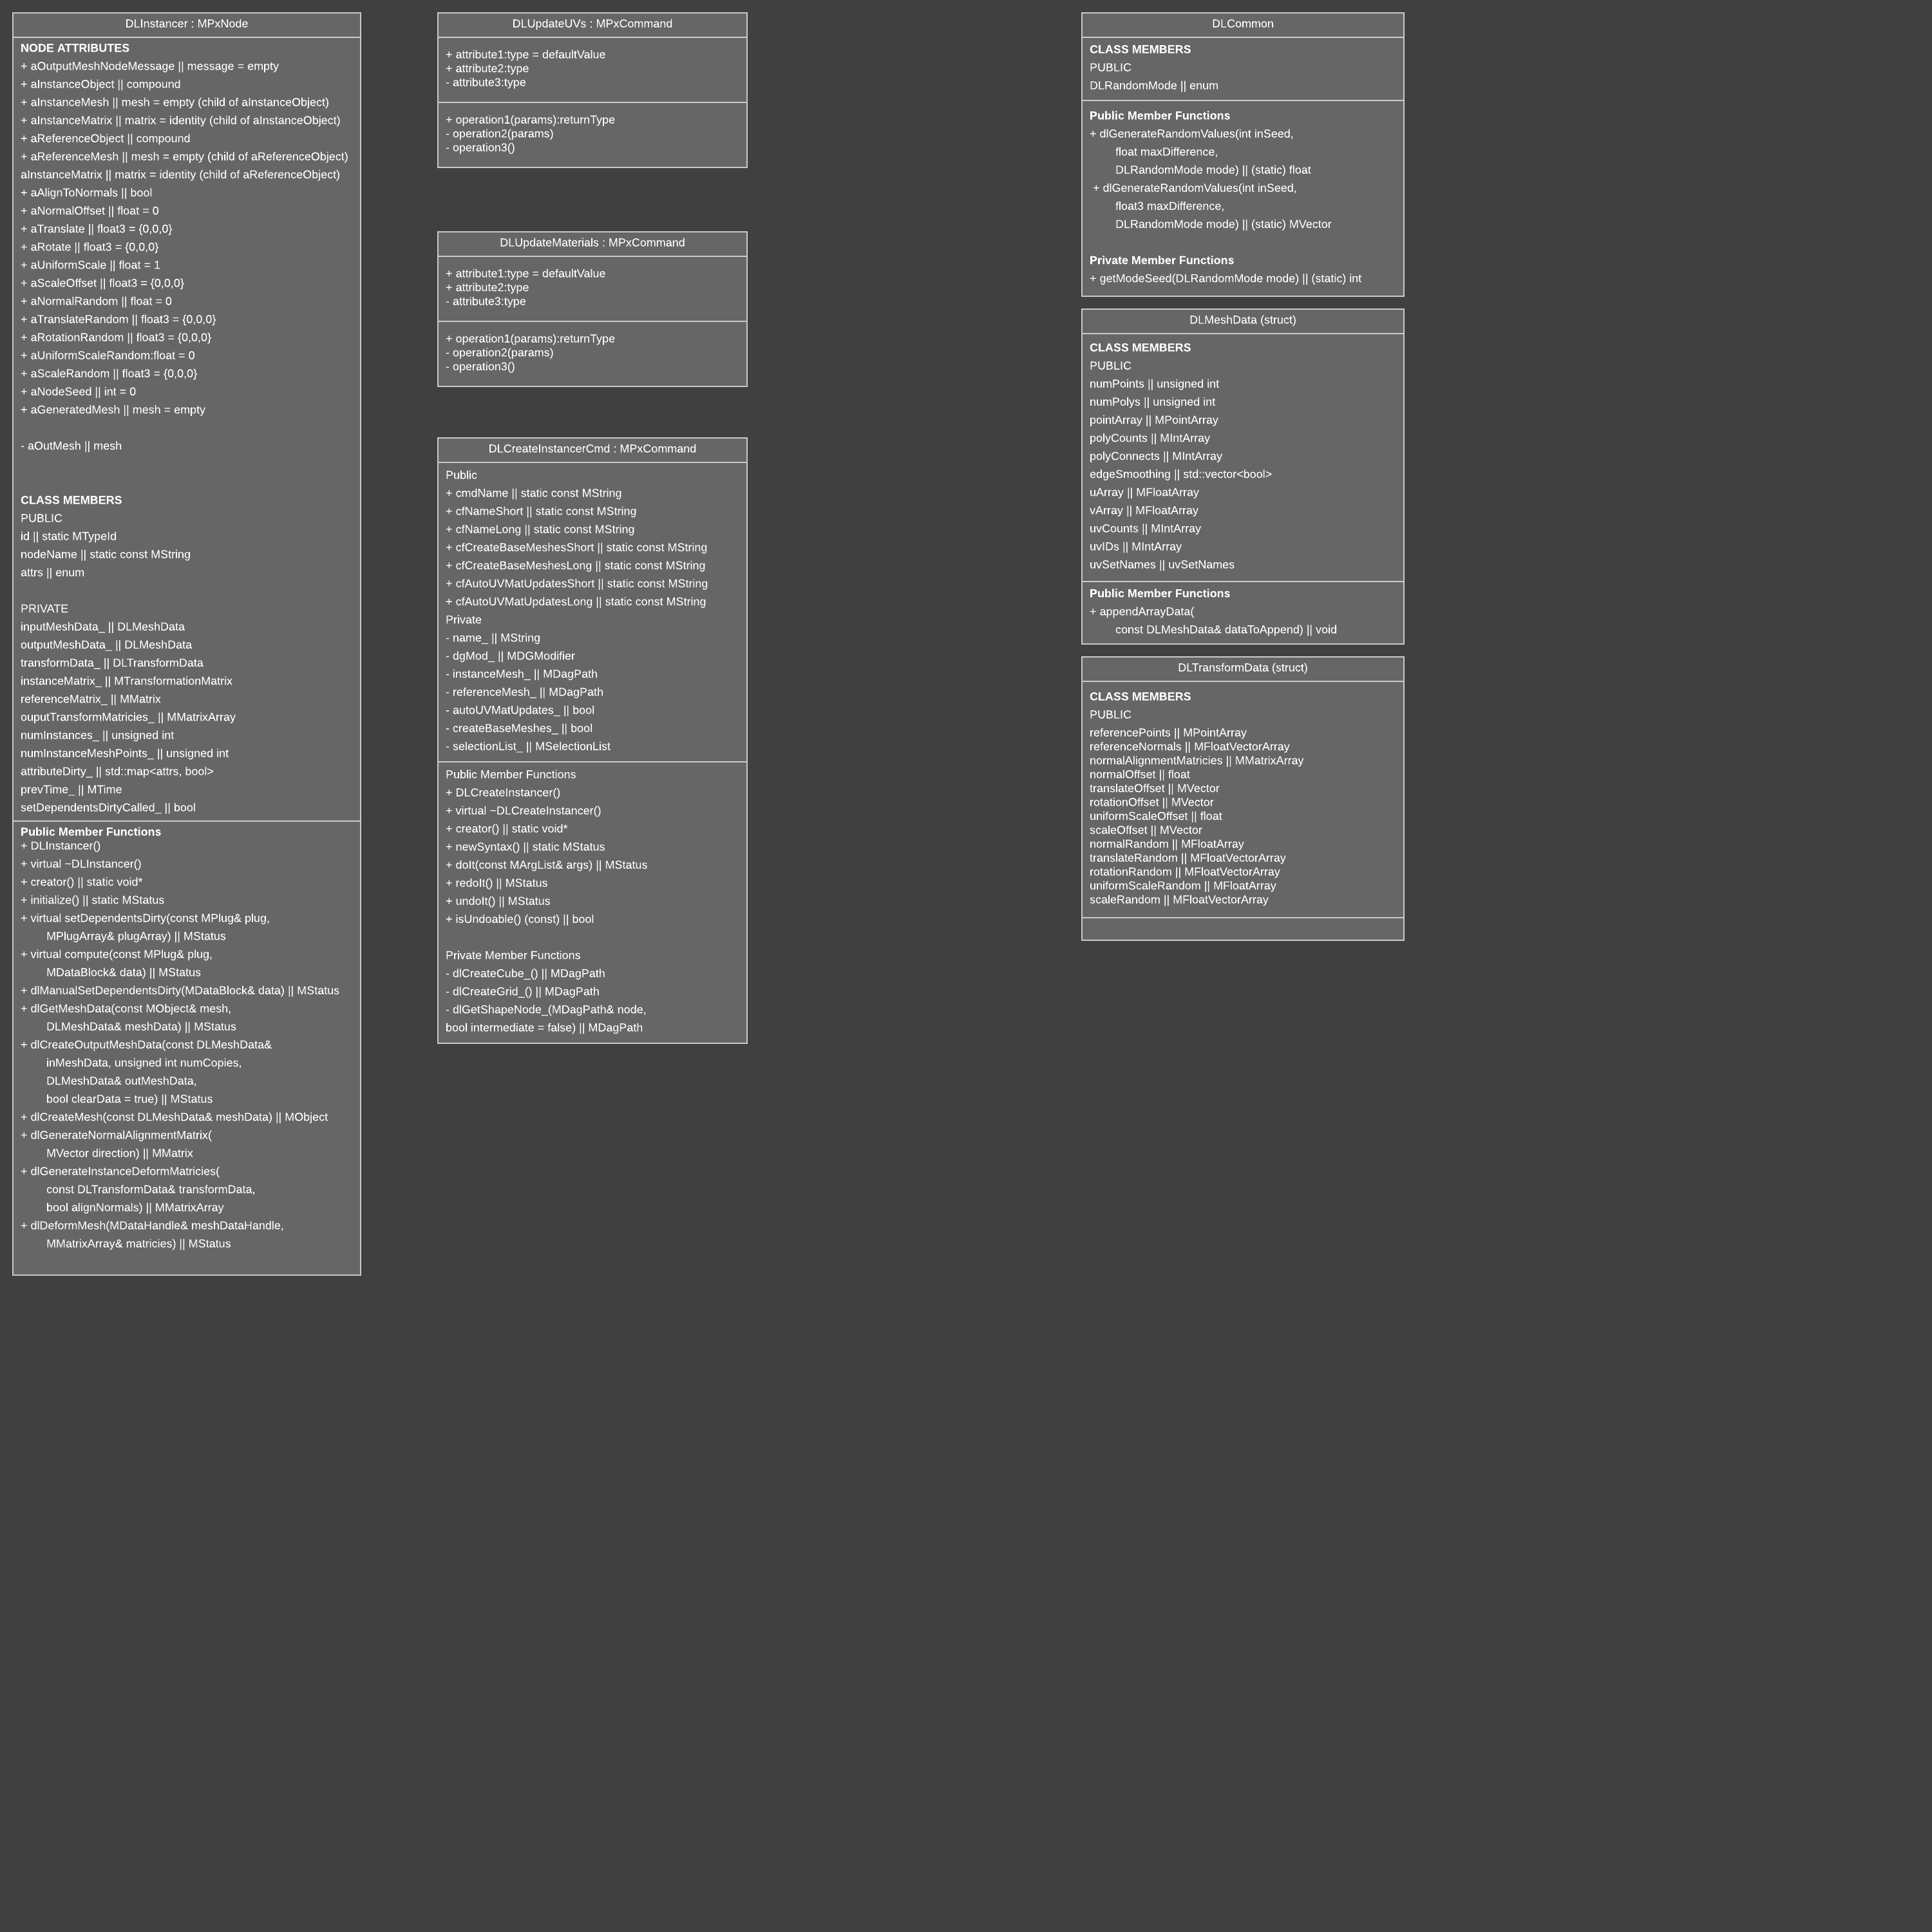 DLInstancer : MPxNode
NODE ATTRIBUTES
+ aOutputMeshNodeMessage || message = empty
+ aInstanceObject || compound
+ aInstanceMesh || mesh = empty (child of aInstanceObject)
+ aInstanceMatrix || matrix = identity (child of aInstanceObject)
+ aReferenceObject || compound
+ aReferenceMesh || mesh = empty (child of aReferenceObject)
aInstanceMatrix || matrix = identity (child of aReferenceObject)
+ aAlignToNormals || bool
+ aNormalOffset || float = 0
+ aTranslate || float3 = {0,0,0}
+ aRotate || float3 = {0,0,0}
+ aUniformScale || float = 1
+ aScaleOffset || float3 = {0,0,0}
+ aNormalRandom || float = 0
+ aTranslateRandom || float3 = {0,0,0}
+ aRotationRandom || float3 = {0,0,0}
+ aUniformScaleRandom:float = 0
+ aScaleRandom || float3 = {0,0,0}
+ aNodeSeed || int = 0
+ aGeneratedMesh || mesh = empty
- aOutMesh || mesh
CLASS MEMBERS
PUBLIC
id || static MTypeId
nodeName || static const MString
attrs || enum
PRIVATE
inputMeshData_ || DLMeshData
outputMeshData_ || DLMeshData
transformData_ || DLTransformData
instanceMatrix_ || MTransformationMatrix
referenceMatrix_ || MMatrix
ouputTransformMatricies_ || MMatrixArray
numInstances_ || unsigned int
numInstanceMeshPoints_ || unsigned int
attributeDirty_ || std::map<attrs, bool>
prevTime_ || MTime
setDependentsDirtyCalled_ || bool
Public Member Functions
+ DLInstancer()
+ virtual ~DLInstancer()
+ creator() || static void*
+ initialize() || static MStatus
+ virtual setDependentsDirty(const MPlug& plug,
MPlugArray& plugArray) || MStatus
+ virtual compute(const MPlug& plug,
MDataBlock& data) || MStatus
+ dlManualSetDependentsDirty(MDataBlock& data) || MStatus
+ dlGetMeshData(const MObject& mesh,
DLMeshData& meshData) || MStatus
+ dlCreateOutputMeshData(const DLMeshData&
inMeshData, unsigned int numCopies,
DLMeshData& outMeshData,
bool clearData = true) || MStatus
+ dlCreateMesh(const DLMeshData& meshData) || MObject
+ dlGenerateNormalAlignmentMatrix(
MVector direction) || MMatrix
+ dlGenerateInstanceDeformMatricies(
const DLTransformData& transformData,
bool alignNormals) || MMatrixArray
+ dlDeformMesh(MDataHandle& meshDataHandle,
MMatrixArray& matricies) || MStatus
DLUpdateUVs : MPxCommand
+ attribute1:type = defaultValue
+ attribute2:type
- attribute3:type
+ operation1(params):returnType
- operation2(params)
- operation3()
DLUpdateMaterials : MPxCommand
+ attribute1:type = defaultValue
+ attribute2:type
- attribute3:type
+ operation1(params):returnType
- operation2(params)
- operation3()
DLCreateInstancerCmd : MPxCommand
Public
+ cmdName || static const MString
+ cfNameShort || static const MString
+ cfNameLong || static const MString
+ cfCreateBaseMeshesShort || static const MString
+ cfCreateBaseMeshesLong || static const MString
+ cfAutoUVMatUpdatesShort || static const MString
+ cfAutoUVMatUpdatesLong || static const MString
Private
- name_ || MString
- dgMod_ || MDGModifier
- instanceMesh_ || MDagPath
- referenceMesh_ || MDagPath
- autoUVMatUpdates_ || bool
- createBaseMeshes_ || bool
- selectionList_ || MSelectionList
Public Member Functions
+ DLCreateInstancer()
+ virtual ~DLCreateInstancer()
+ creator() || static void*
+ newSyntax() || static MStatus
+ doIt(const MArgList& args) || MStatus
+ redoIt() || MStatus
+ undoIt() || MStatus
+ isUndoable() (const) || bool
Private Member Functions
- dlCreateCube_() || MDagPath
- dlCreateGrid_() || MDagPath
- dlGetShapeNode_(MDagPath& node,
bool intermediate = false) || MDagPath
DLCommon
CLASS MEMBERS
PUBLIC
DLRandomMode || enum
Public Member Functions
+ dlGenerateRandomValues(int inSeed,
float maxDifference,
DLRandomMode mode) || (static) float
+ dlGenerateRandomValues(int inSeed,
float3 maxDifference,
DLRandomMode mode) || (static) MVector
Private Member Functions
+ getModeSeed(DLRandomMode mode) || (static) int
DLMeshData (struct)
CLASS MEMBERS
PUBLIC
numPoints || unsigned int
numPolys || unsigned int
pointArray || MPointArray
polyCounts || MIntArray
polyConnects || MIntArray
edgeSmoothing || std::vector<bool>
uArray || MFloatArray
vArray || MFloatArray
uvCounts || MIntArray
uvIDs || MIntArray
uvSetNames || uvSetNames
Public Member Functions
+ appendArrayData(
const DLMeshData& dataToAppend) || void
DLTransformData (struct)
CLASS MEMBERS
PUBLIC
referencePoints || MPointArray
referenceNormals || MFloatVectorArray
normalAlignmentMatricies || MMatrixArray
normalOffset || float
translateOffset || MVector
rotationOffset || MVector
uniformScaleOffset || float
scaleOffset || MVector
normalRandom || MFloatArray
translateRandom || MFloatVectorArray
rotationRandom || MFloatVectorArray
uniformScaleRandom || MFloatArray
scaleRandom || MFloatVectorArray